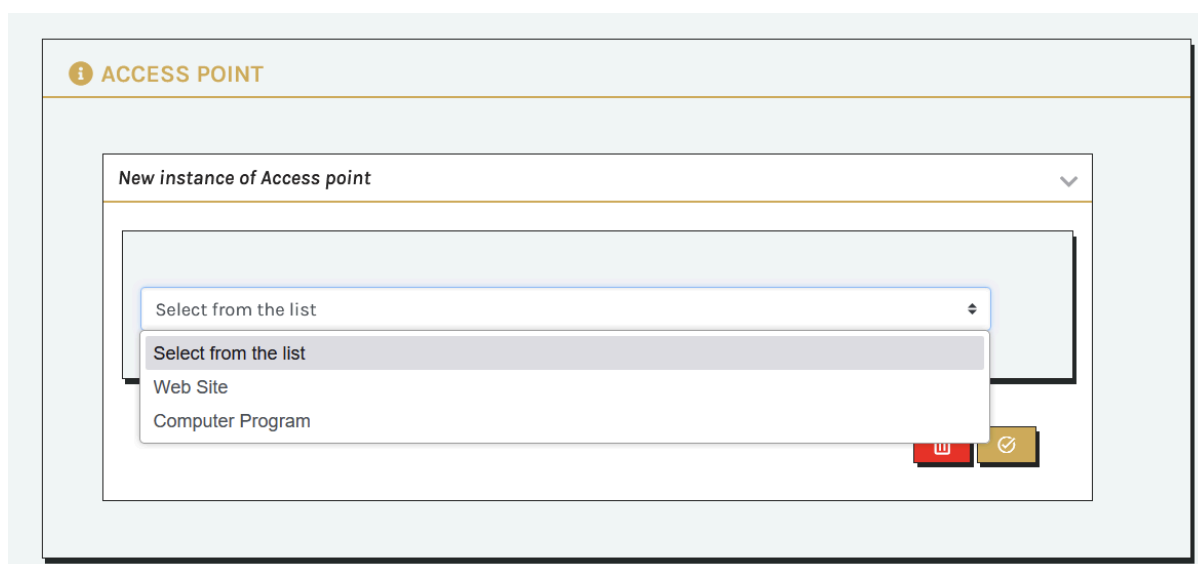 ACCESS POINT
New instance of Access point
Select from the list
Select from the list
Web Site
Computer Program